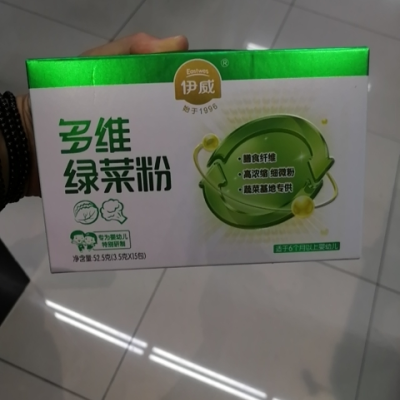 伊威®
始于1996
多维
绿菜粉
·膳食纤维
·高浓缩 细微粉
·蔬菜基地专供
专为婴幼儿
特别研制
净含量:52.5克(3.5克X15包)
适于6个月以上婴幼儿